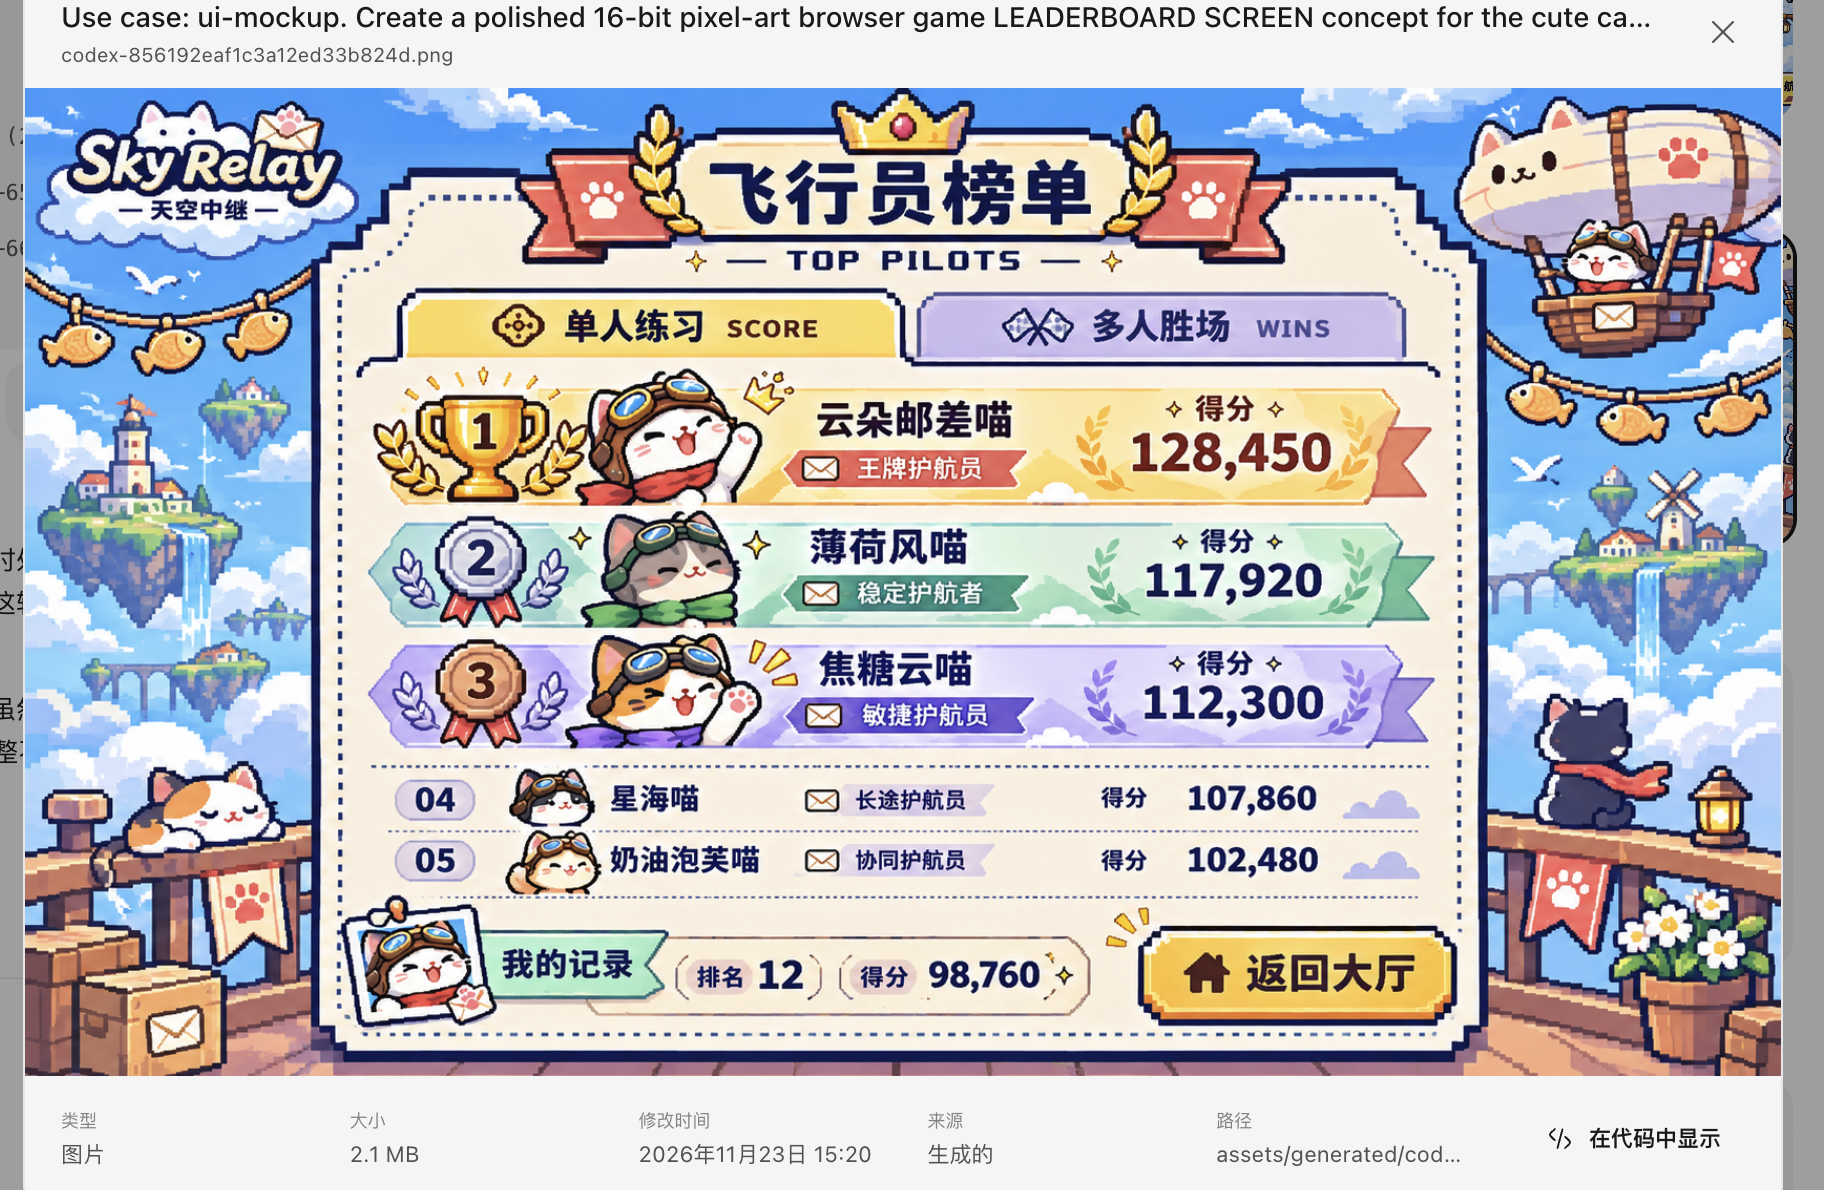 Use case: ui-mockup. Create a polished 16-bit pixel-art browser game LEADERBOARD SCREEN concept for the cute ca...
codex-856192eaf1c3a12ed33b824d.png
Sky Relay
天空中继
飞行员榜单
TOP PILOTS
单人练习 SCORE
多人胜场 WINS
1
云朵邮差喵
王牌护航员
得分
128,450
2
薄荷风喵
稳定护航者
得分
117,920
3
焦糖云喵
敏捷护航员
得分
112,300
04 星海喵 长途护航员 得分 107,860
05 奶油泡芙喵 协同护航员 得分 102,480
我的记录 排名 12 得分 98,760
返回大厅
类型 大小 修改时间 来源 路径
图片 2.1 MB 2026年11月23日 15:20 生成的 assets/generated/cod...
在代码中显示